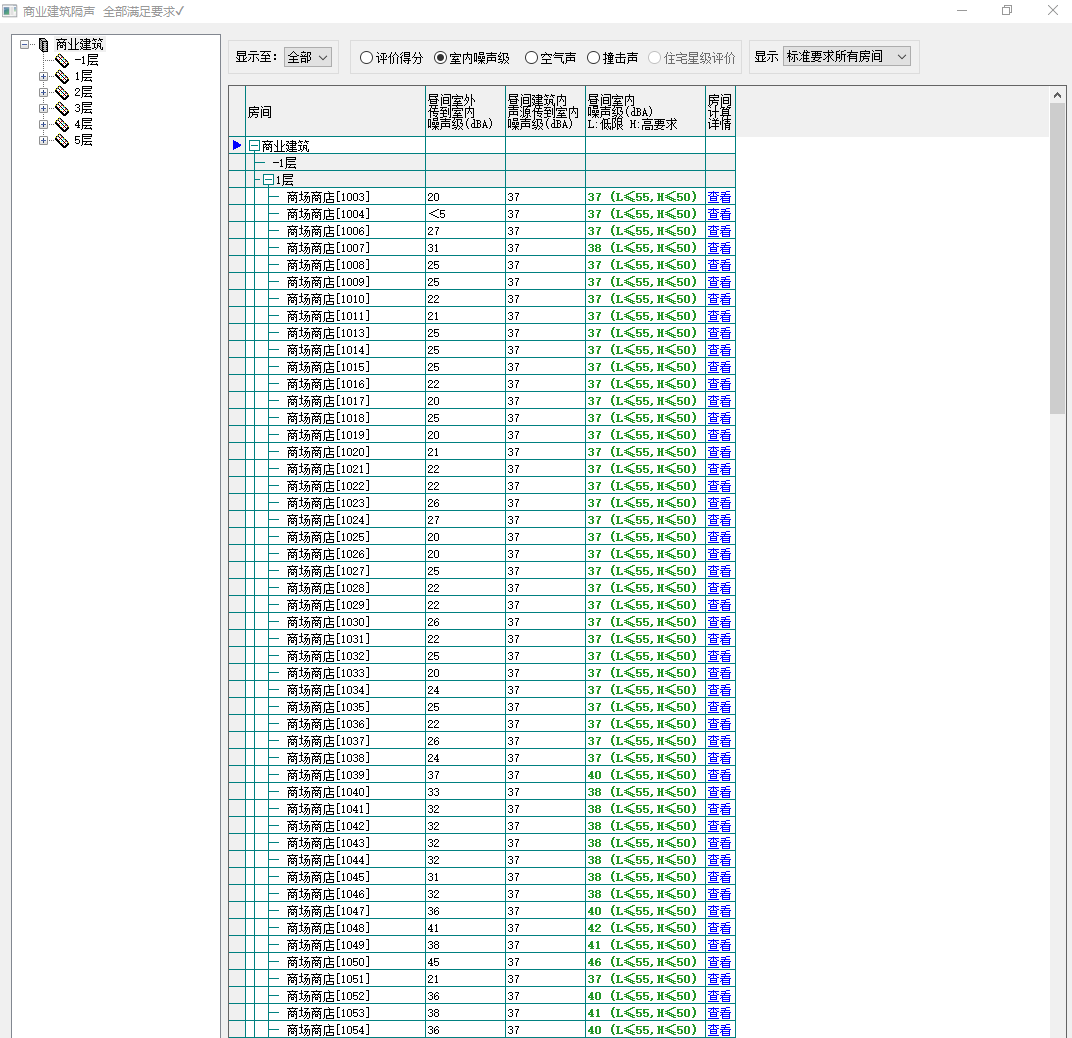 商业建筑隔声 全部满足要求✓
商业建筑
-1层
1层
2层
3层
4层
5层
显示至: 全部
评价得分 室内噪声级 空气声 撞击声 住宅星级评价
显示 标准要求所有房间
房间
昼间室外
传到室内
噪声级(dBA)
昼间建筑内
声源传到室内
噪声级(dBA)
昼间室内
噪声级(dBA)
L:低限 H:高要求
房间
计算
详情
商业建筑
-1层
1层
商场商店[1003] 20 37 37 (L≤55,H≤50) 查看
商场商店[1004] <5 37 37 (L≤55,H≤50) 查看
商场商店[1006] 27 37 37 (L≤55,H≤50) 查看
商场商店[1007] 31 37 38 (L≤55,H≤50) 查看
商场商店[1008] 25 37 37 (L≤55,H≤50) 查看
商场商店[1009] 25 37 37 (L≤55,H≤50) 查看
商场商店[1010] 22 37 37 (L≤55,H≤50) 查看
商场商店[1011] 21 37 37 (L≤55,H≤50) 查看
商场商店[1013] 25 37 37 (L≤55,H≤50) 查看
商场商店[1014] 25 37 37 (L≤55,H≤50) 查看
商场商店[1015] 25 37 37 (L≤55,H≤50) 查看
商场商店[1016] 22 37 37 (L≤55,H≤50) 查看
商场商店[1017] 20 37 37 (L≤55,H≤50) 查看
商场商店[1018] 25 37 37 (L≤55,H≤50) 查看
商场商店[1019] 20 37 37 (L≤55,H≤50) 查看
商场商店[1020] 21 37 37 (L≤55,H≤50) 查看
商场商店[1021] 22 37 37 (L≤55,H≤50) 查看
商场商店[1022] 22 37 37 (L≤55,H≤50) 查看
商场商店[1023] 26 37 37 (L≤55,H≤50) 查看
商场商店[1024] 27 37 37 (L≤55,H≤50) 查看
商场商店[1025] 20 37 37 (L≤55,H≤50) 查看
商场商店[1026] 20 37 37 (L≤55,H≤50) 查看
商场商店[1027] 25 37 37 (L≤55,H≤50) 查看
商场商店[1028] 22 37 37 (L≤55,H≤50) 查看
商场商店[1029] 22 37 37 (L≤55,H≤50) 查看
商场商店[1030] 26 37 37 (L≤55,H≤50) 查看
商场商店[1031] 22 37 37 (L≤55,H≤50) 查看
商场商店[1032] 25 37 37 (L≤55,H≤50) 查看
商场商店[1033] 20 37 37 (L≤55,H≤50) 查看
商场商店[1034] 24 37 37 (L≤55,H≤50) 查看
商场商店[1035] 25 37 37 (L≤55,H≤50) 查看
商场商店[1036] 22 37 37 (L≤55,H≤50) 查看
商场商店[1037] 26 37 37 (L≤55,H≤50) 查看
商场商店[1038] 24 37 37 (L≤55,H≤50) 查看
商场商店[1039] 37 37 40 (L≤55,H≤50) 查看
商场商店[1040] 33 37 38 (L≤55,H≤50) 查看
商场商店[1041] 32 37 38 (L≤55,H≤50) 查看
商场商店[1042] 32 37 38 (L≤55,H≤50) 查看
商场商店[1043] 32 37 38 (L≤55,H≤50) 查看
商场商店[1044] 32 37 38 (L≤55,H≤50) 查看
商场商店[1045] 31 37 38 (L≤55,H≤50) 查看
商场商店[1046] 32 37 38 (L≤55,H≤50) 查看
商场商店[1047] 36 37 40 (L≤55,H≤50) 查看
商场商店[1048] 41 37 42 (L≤55,H≤50) 查看
商场商店[1049] 38 37 41 (L≤55,H≤50) 查看
商场商店[1050] 45 37 46 (L≤55,H≤50) 查看
商场商店[1051] 21 37 37 (L≤55,H≤50) 查看
商场商店[1052] 36 37 40 (L≤55,H≤50) 查看
商场商店[1053] 38 37 41 (L≤55,H≤50) 查看
商场商店[1054] 36 37 40 (L≤55,H≤50) 查看